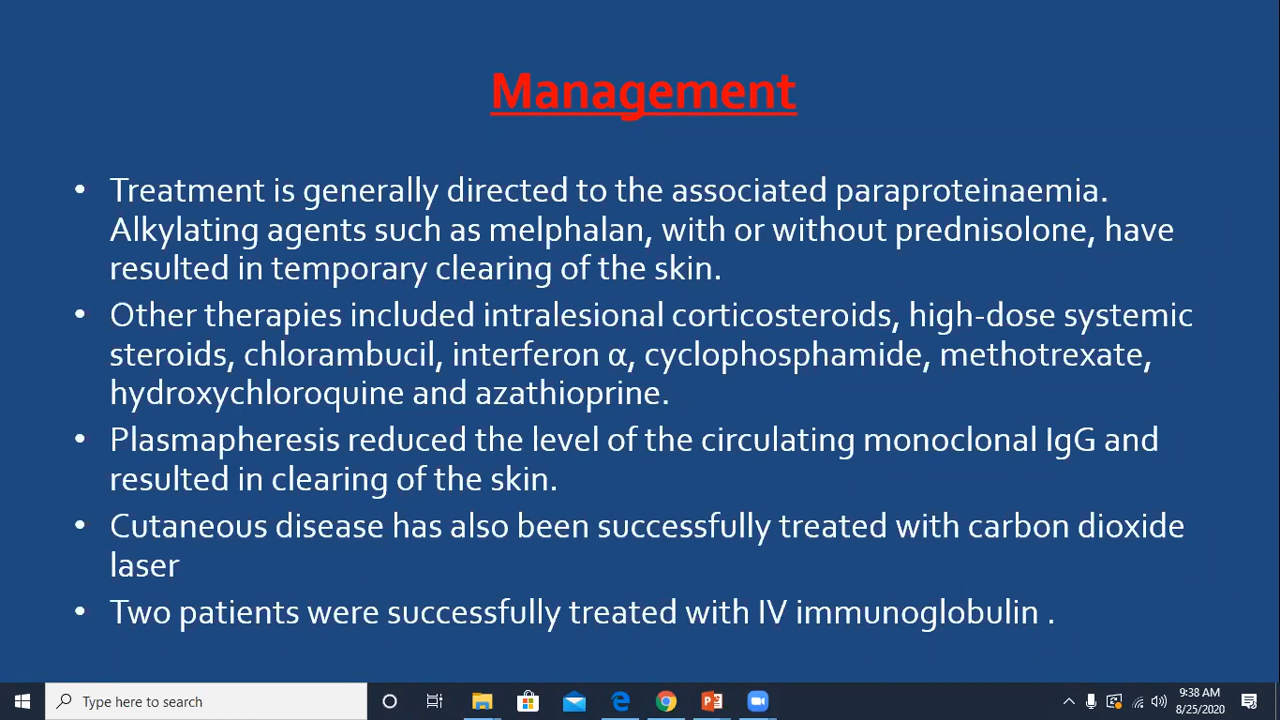 Management
• Treatment is generally directed to the associated paraproteinaemia.
Alkylating agents such as melphalan, with or without prednisolone, have
resulted in temporary clearing of the skin.
• Other therapies included intralesional corticosteroids, high-dose systemic
steroids, chlorambucil, interferon α, cyclophosphamide, methotrexate,
hydroxychloroquine and azathioprine.
• Plasmapheresis reduced the level of the circulating monoclonal IgG and
resulted in clearing of the skin.
• Cutaneous disease has also been successfully treated with carbon dioxide
laser
• Two patients were successfully treated with IV immunoglobulin .
Type here to search
9:38 AM
8/25/2020